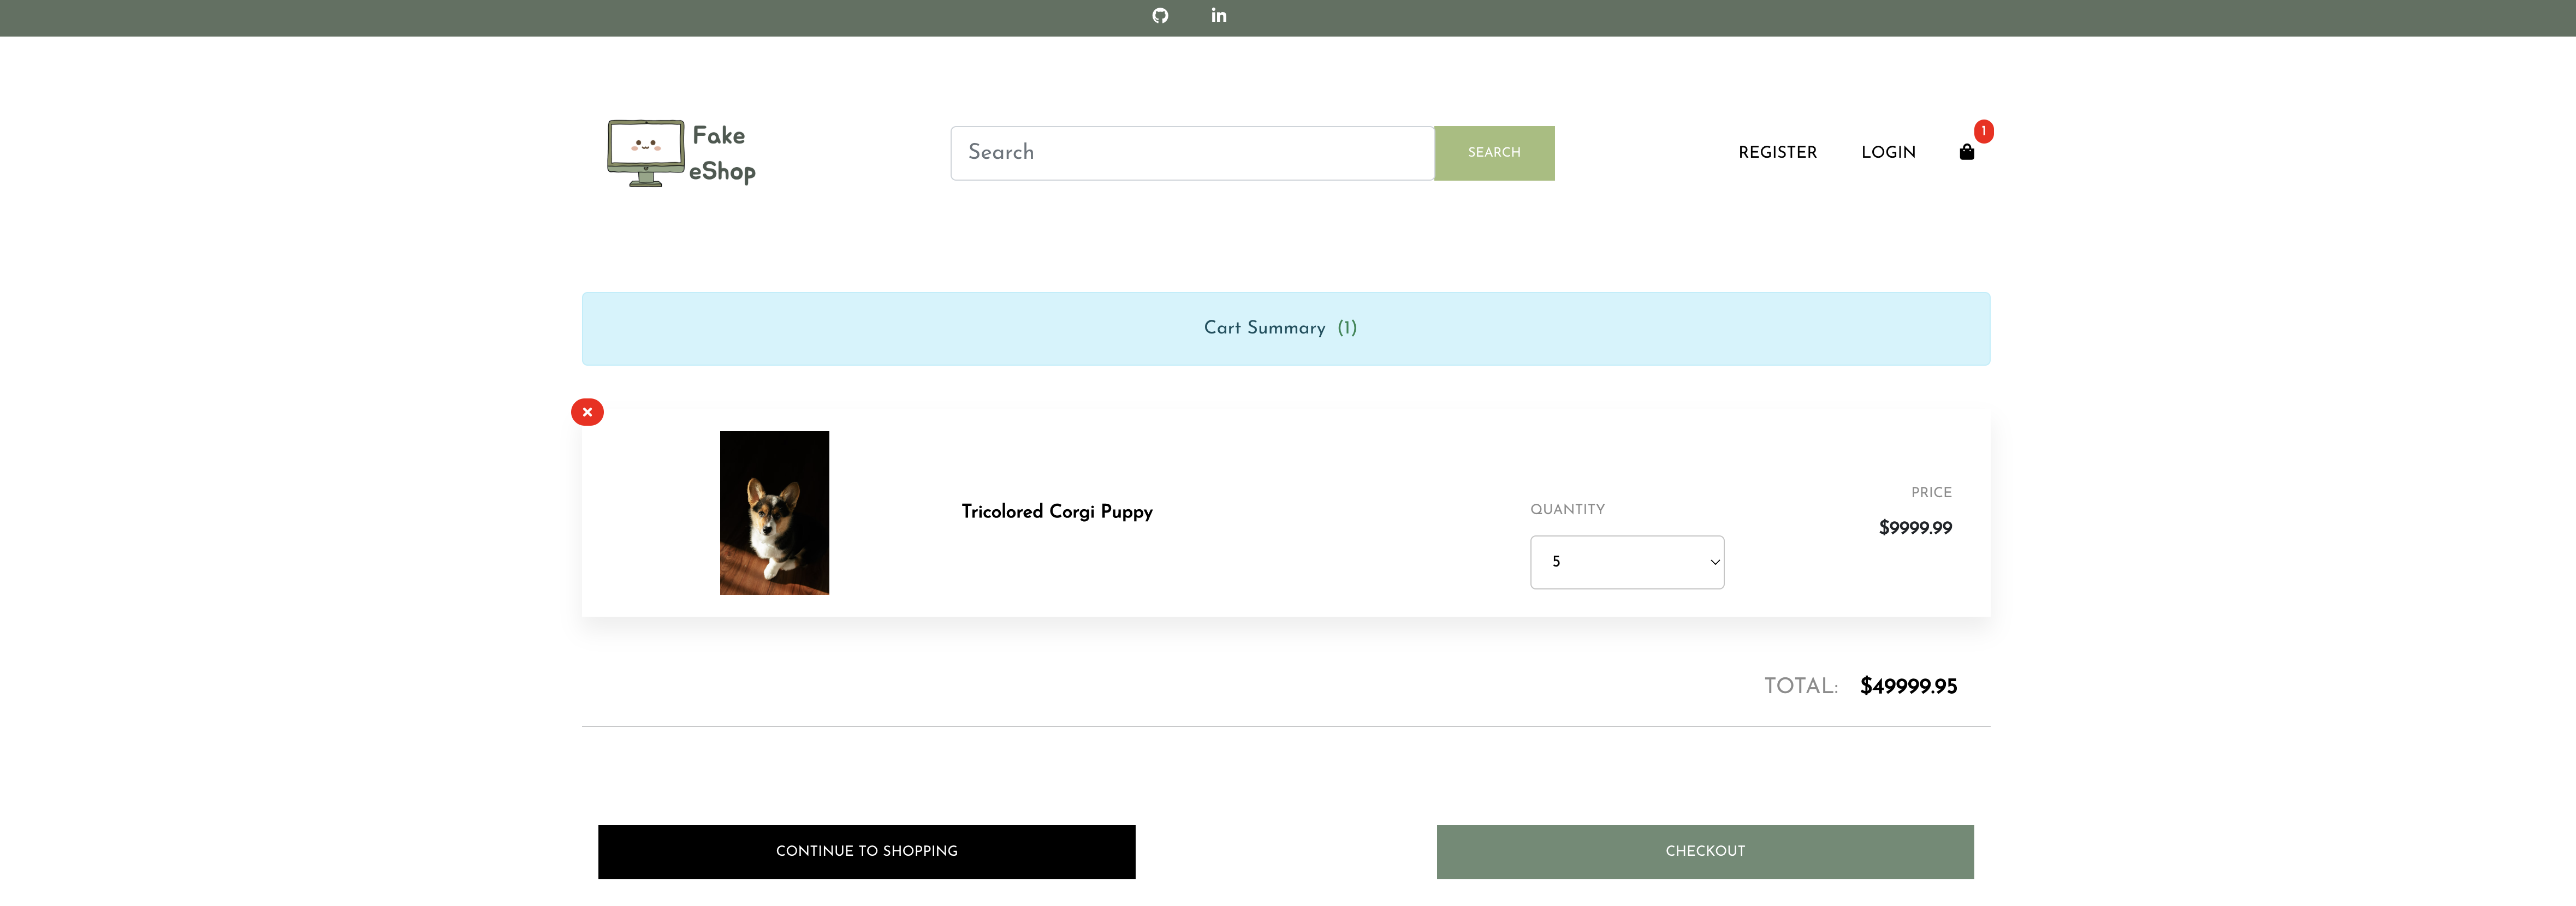 Fake
eShop
Search
SEARCH
REGISTER
LOGIN
1
Cart Summary (1)
Tricolored Corgi Puppy
QUANTITY
5
PRICE
$9999.99
TOTAL: $49999.95
CONTINUE TO SHOPPING
CHECKOUT